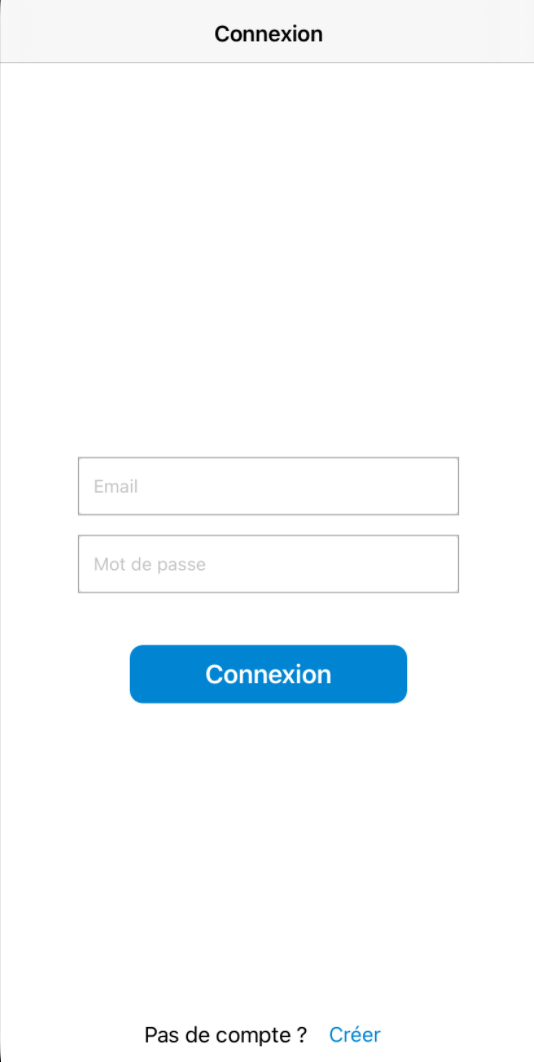 Connexion
Email
Mot de passe
Connexion
Pas de compte ? Créer